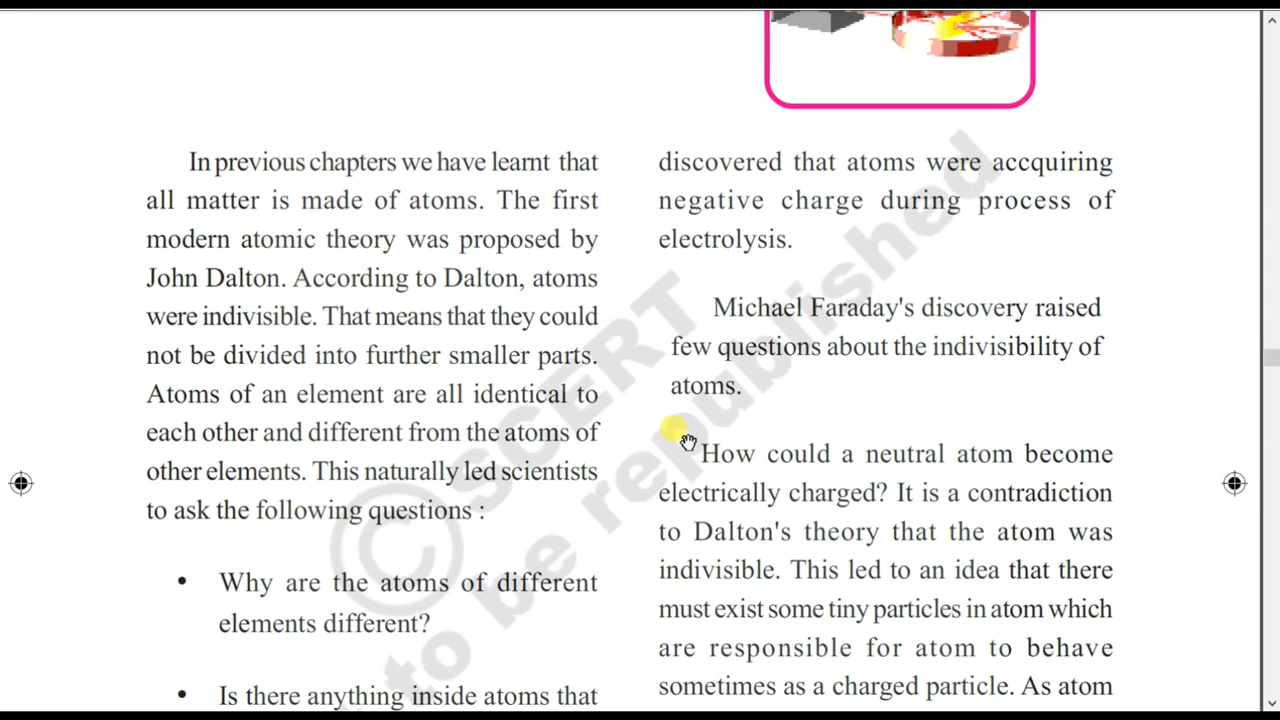 In previous chapters we have learnt that
all matter is made of atoms. The first
modern atomic theory was proposed by
John Dalton. According to Dalton, atoms
were indivisible. That means that they could
not be divided into further smaller parts.
Atoms of an element are all identical to
each other and different from the atoms of
other elements. This naturally led scientists
to ask the following questions :
• Why are the atoms of different
elements different?
• Is there anything inside atoms that
discovered that atoms were accquiring
negative charge during process of
electrolysis.
Michael Faraday's discovery raised
few questions about the indivisibility of
atoms.
How could a neutral atom become
electrically charged? It is a contradiction
to Dalton's theory that the atom was
indivisible. This led to an idea that there
must exist some tiny particles in atom which
are responsible for atom to behave
sometimes as a charged particle. As atom
© SCERT
to be republished